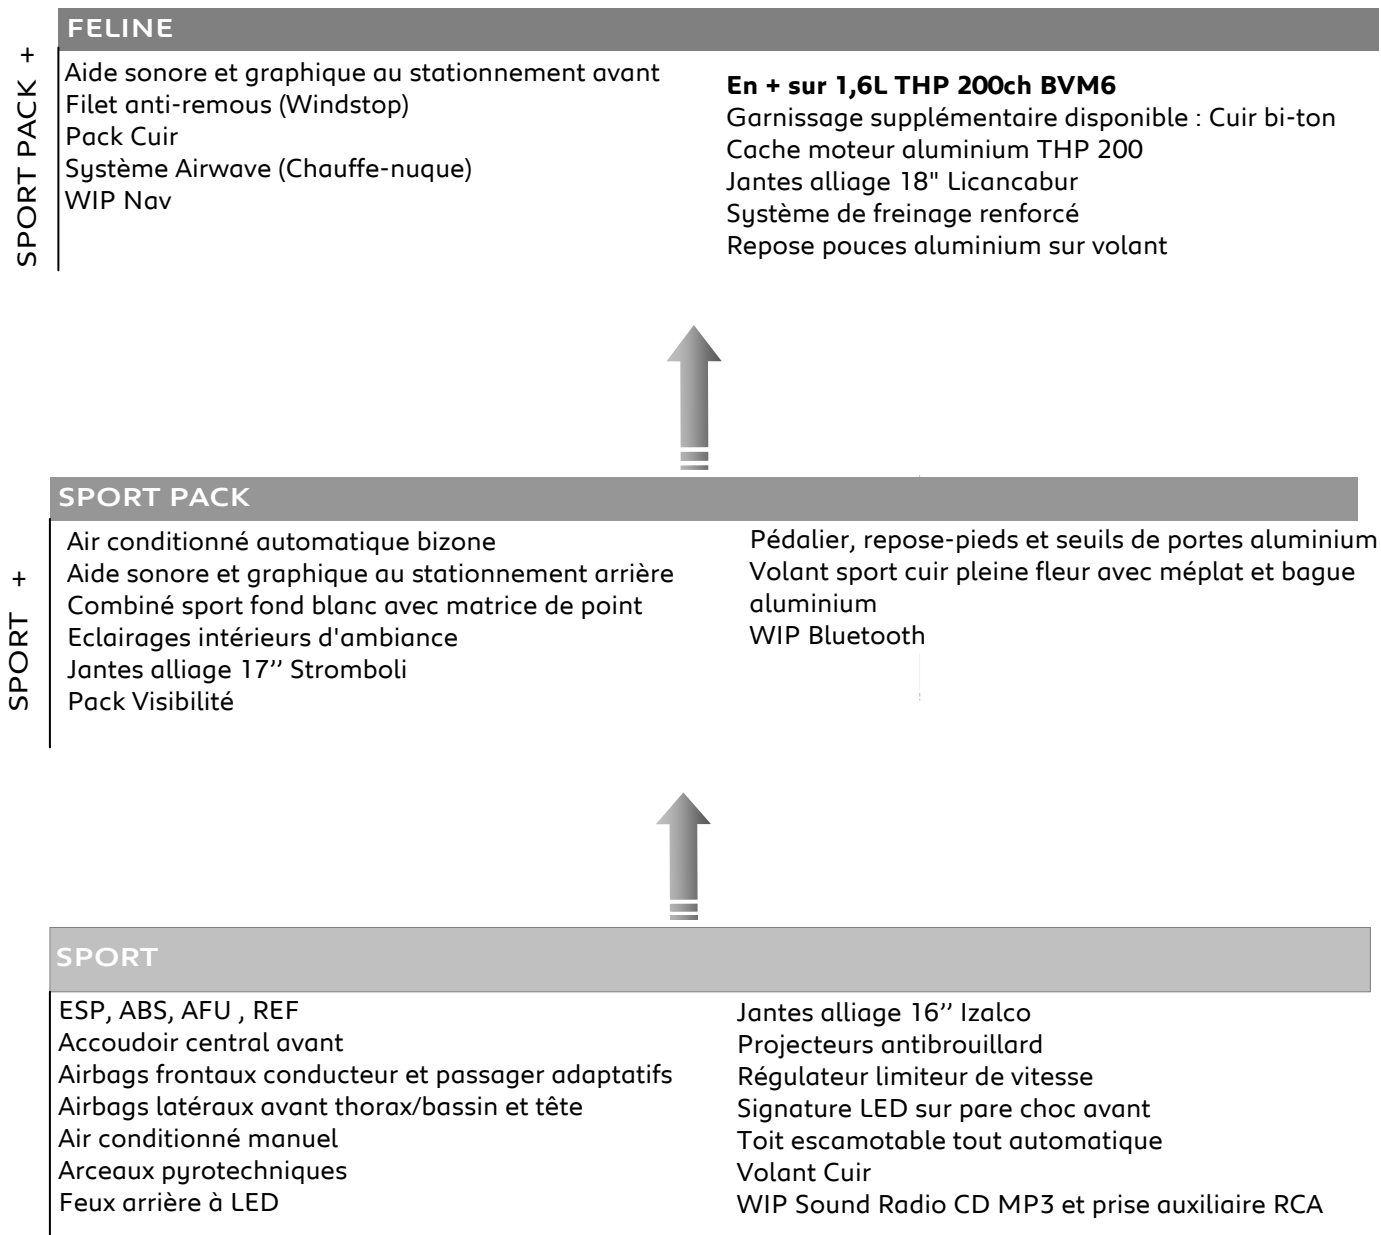 FELINE
SPORT PACK +
Aide sonore et graphique au stationnement avant
Filet anti-remous (Windstop)
Pack Cuir
Système Airwave (Chauffe-nuque)
WIP Nav
En + sur 1,6L THP 200ch BVM6
Garnissage supplémentaire disponible : Cuir bi-ton
Cache moteur aluminium THP 200
Jantes alliage 18" Licancabur
Système de freinage renforcé
Repose pouces aluminium sur volant
SPORT PACK
SPORT +
Air conditionné automatique bizone
Aide sonore et graphique au stationnement arrière
Combiné sport fond blanc avec matrice de point
Eclairages intérieurs d'ambiance
Jantes alliage 17’’ Stromboli
Pack Visibilité
Pédalier, repose-pieds et seuils de portes aluminium
Volant sport cuir pleine fleur avec méplat et bague
aluminium
WIP Bluetooth
SPORT
ESP, ABS, AFU , REF
Accoudoir central avant
Airbags frontaux conducteur et passager adaptatifs
Airbags latéraux avant thorax/bassin et tête
Air conditionné manuel
Arceaux pyrotechniques
Feux arrière à LED
Jantes alliage 16’’ Izalco
Projecteurs antibrouillard
Régulateur limiteur de vitesse
Signature LED sur pare choc avant
Toit escamotable tout automatique
Volant Cuir
WIP Sound Radio CD MP3 et prise auxiliaire RCA